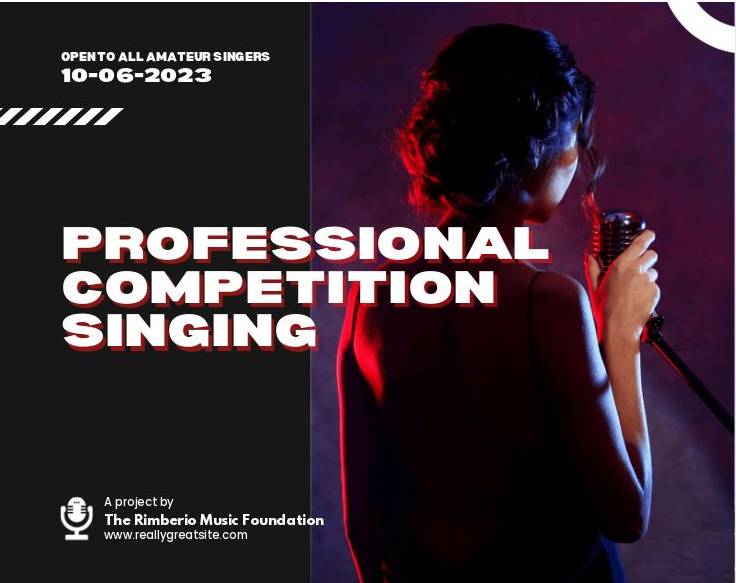 OPEN TO ALL AMATEUR SINGERS
10-06-2023
PROFESSIONAL
COMPETITION
SINGING
A project by
The Rimberio Music Foundation
www.reallygreatsite.com